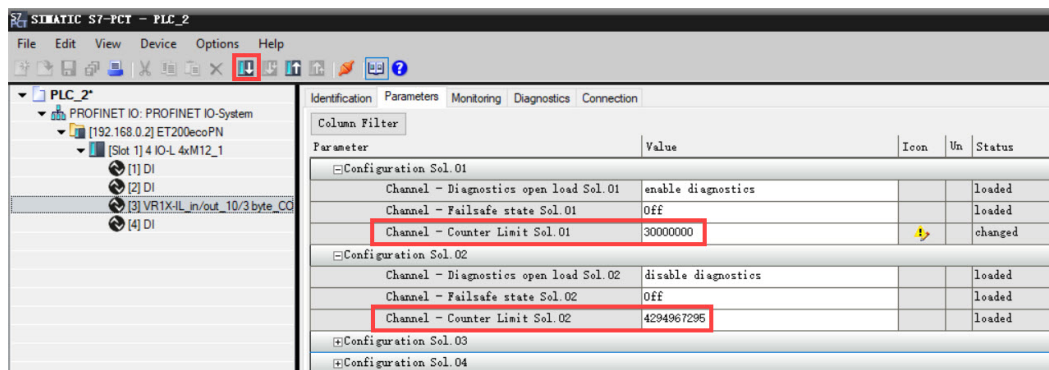 S7 PCT SIMATIC S7-PCT - PLC_2
File Edit View Device Options Help
PLC_2*
PROFINET IO: PROFINET IO-System
[192.168.0.2] ET200ecoPN
[Slot 1] 4 IO-L 4xM12_1
[1] DI
[2] DI
[3] VR1X-IL_in/out_10/3 byte_CO
[4] DI
Identification Parameters Monitoring Diagnostics Connection
Column Filter
Parameter Value Icon Un Status
Configuration Sol.01
Channel - Diagnostics open load Sol.01 enable diagnostics loaded
Channel - Failsafe state Sol.01 Off loaded
Channel - Counter Limit Sol.01 30000000 changed
Configuration Sol.02
Channel - Diagnostics open load Sol.02 disable diagnostics loaded
Channel - Failsafe state Sol.02 Off loaded
Channel - Counter Limit Sol.02 4294967295 loaded
Configuration Sol.03
Configuration Sol.04